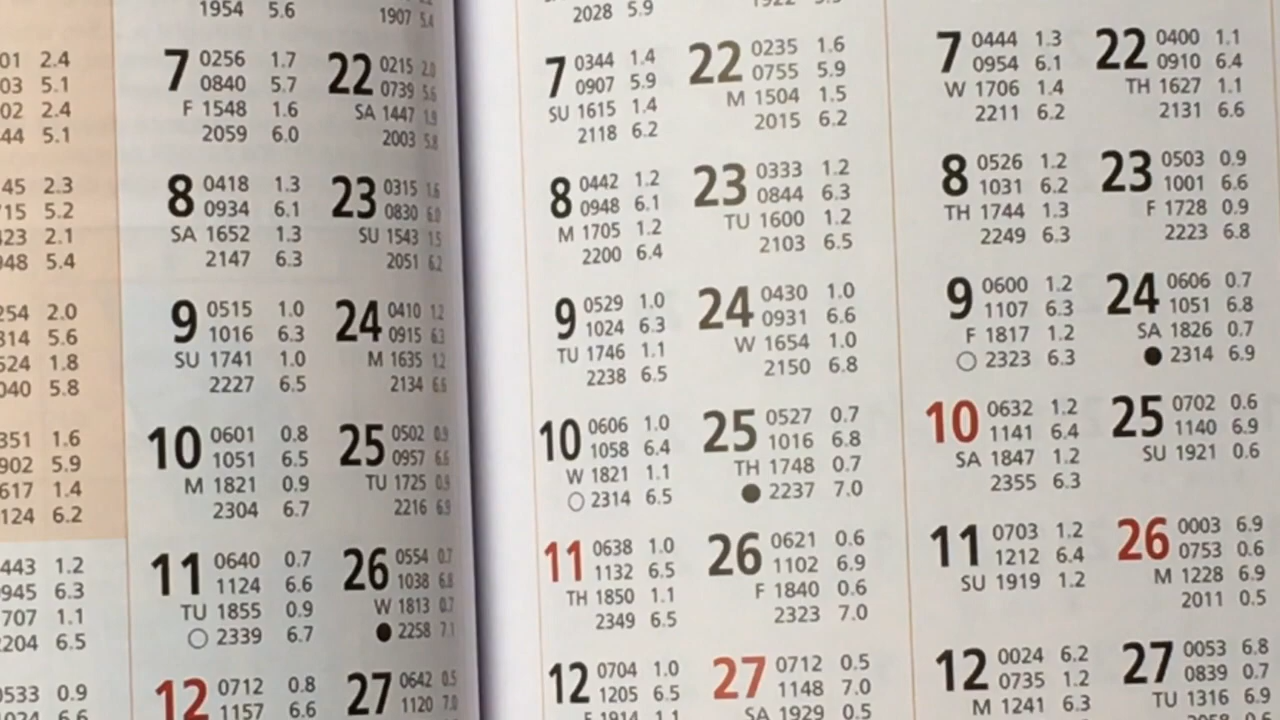 01 2.4
03 5.1
02 2.4
44 5.1
45 2.3
715 5.2
423 2.1
948 5.4
254 2.0
814 5.6
524 1.8
040 5.8
351 1.6
902 5.9
617 1.4
124 6.2
443 1.2
0945 6.3
707 1.1
2204 6.5
0533 0.9
1954 5.6
7 0256 1.7
0840 5.7
F 1548 1.6
2059 6.0
8 0418 1.3
0934 6.1
SA 1652 1.3
2147 6.3
9 0515 1.0
1016 6.3
SU 1741 1.0
2227 6.5
10 0601 0.8
1051 6.5
M 1821 0.9
2304 6.7
11 0640 0.7
1124 6.6
TU 1855 0.9
2339 6.7
12 0712 0.8
1157 6.6
1907 5.4
22 0215 2.0
0739 5.6
SA 1447 1.9
2003 5.8
23 0315 1.6
0830 6.0
SU 1543 1.5
2051 6.2
24 0410 1.2
0915 6.3
M 1635 1.2
2134 6.6
25 0502 0.9
0957 6.6
TU 1725 0.9
2216 6.9
26 0554 0.7
1038 6.8
W 1813 0.7
2258 7.1
27 0642 0.5
1120 7.0
2028 5.9
7 0344 1.4
0907 5.9
SU 1615 1.4
2118 6.2
8 0442 1.2
0948 6.1
M 1705 1.2
2200 6.4
9 0529 1.0
1024 6.3
TU 1746 1.1
2238 6.5
10 0606 1.0
1058 6.4
W 1821 1.1
2314 6.5
11 0638 1.0
1132 6.5
TH 1850 1.1
2349 6.5
12 0704 1.0
1205 6.5
F 1914 1.1
22 0235 1.6
0755 5.9
M 1504 1.5
2015 6.2
23 0333 1.2
0844 6.3
TU 1600 1.2
2103 6.5
24 0430 1.0
0931 6.6
W 1654 1.0
2150 6.8
25 0527 0.7
1016 6.8
TH 1748 0.7
2237 7.0
26 0621 0.6
1102 6.9
F 1840 0.6
2323 7.0
27 0712 0.5
1148 7.0
SA 1929 0.5
7 0444 1.3
0954 6.1
W 1706 1.4
2211 6.2
8 0526 1.2
1031 6.2
TH 1744 1.3
2249 6.3
9 0600 1.2
1107 6.3
F 1817 1.2
2323 6.3
10 0632 1.2
1141 6.4
SA 1847 1.2
2355 6.3
11 0703 1.2
1212 6.4
SU 1919 1.2
12 0024 6.2
0735 1.2
M 1241 6.3
22 0400 1.1
0910 6.4
TH 1627 1.1
2131 6.6
23 0503 0.9
1001 6.6
F 1728 0.9
2223 6.8
24 0606 0.7
1051 6.8
SA 1826 0.7
2314 6.9
25 0702 0.6
1140 6.9
SU 1921 0.6
26 0003 6.9
0753 0.6
M 1228 6.9
2011 0.5
27 0053 6.8
0839 0.7
TU 1316 6.9